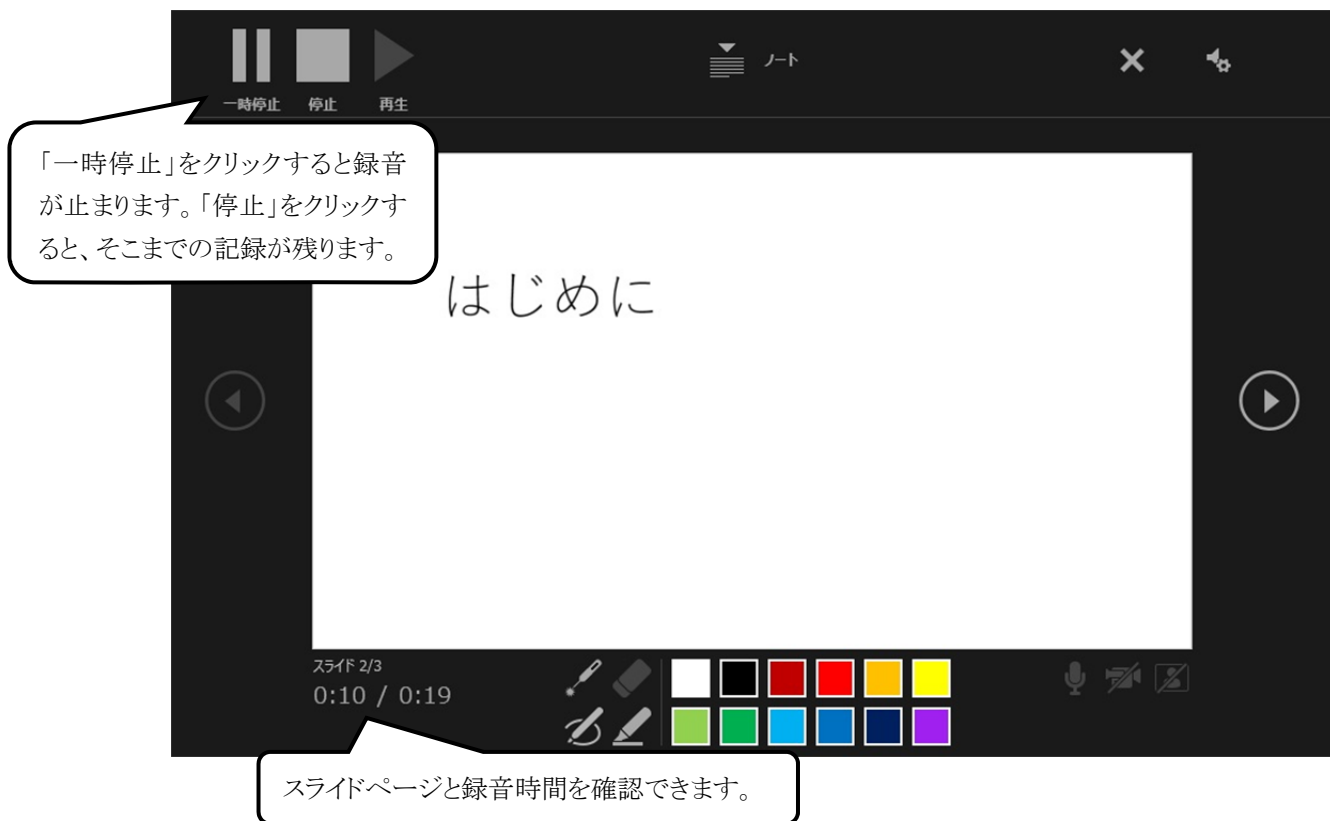 ノート
一時停止 停止 再生
「一時停止」をクリックすると録音
が止まります。「停止」をクリックす
ると、そこまでの記録が残ります。
はじめに
スライド 2/3
0:10 / 0:19
スライドページと録音時間を確認できます。